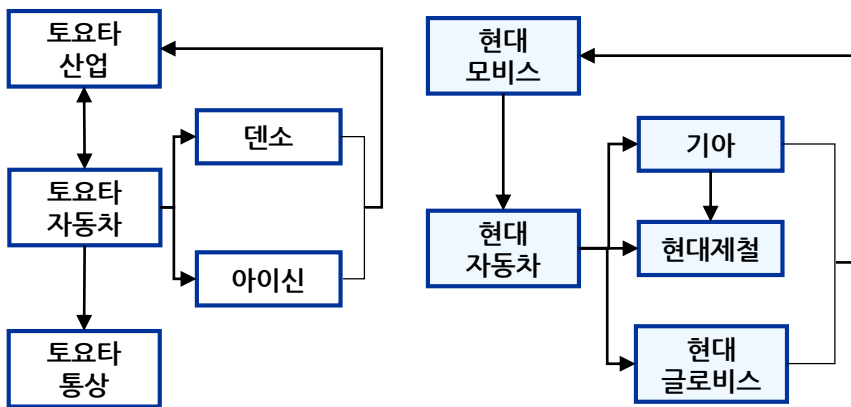 토요타
산업
덴소
토요타
자동차
아이신
토요타
통상
현대
모비스
기아
현대
자동차
현대제철
현대
글로비스